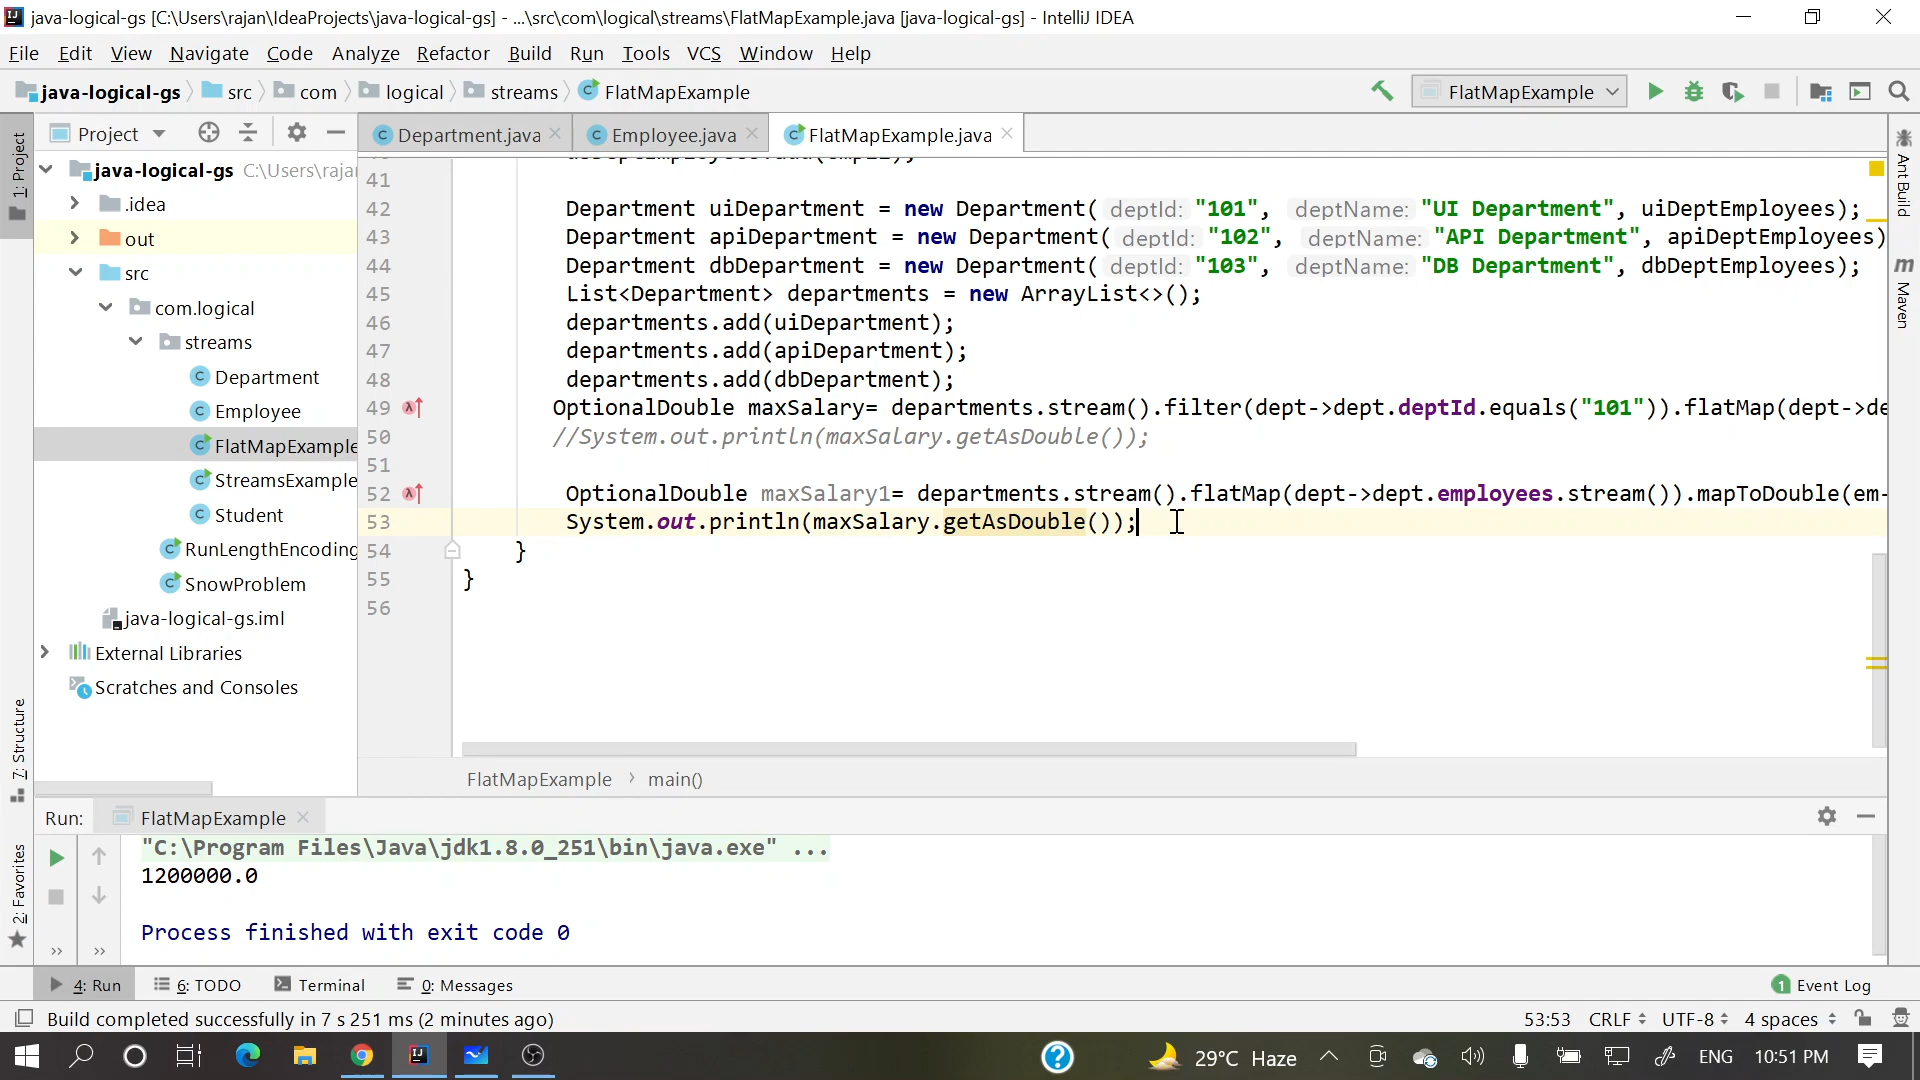 java-logical-gs [C:\Users\rajan\IdeaProjects\java-logical-gs] - ...\src\com\logical\streams\FlatMapExample.java [java-logical-gs] - IntelliJ IDEA
File Edit View Navigate Code Analyze Refactor Build Run Tools VCS Window Help
java-logical-gs src com logical streams FlatMapExample FlatMapExample
Project Department.java Employee.java FlatMapExample.java
1: Project
7: Structure
2: Favorites
Ant Build
Maven
java-logical-gs C:\Users\rajan
.idea
out
src
com.logical
streams
Department
Employee
FlatMapExample
StreamsExample
Student
RunLengthEncoding
SnowProblem
java-logical-gs.iml
External Libraries
Scratches and Consoles
41
42 Department uiDepartment = new Department( deptId: "101", deptName: "UI Department", uiDeptEmployees);
43 Department apiDepartment = new Department( deptId: "102", deptName: "API Department", apiDeptEmployees)
44 Department dbDepartment = new Department( deptId: "103", deptName: "DB Department", dbDeptEmployees);
45 List<Department> departments = new ArrayList<>();
46 departments.add(uiDepartment);
47 departments.add(apiDepartment);
48 departments.add(dbDepartment);
49 OptionalDouble maxSalary= departments.stream().filter(dept->dept.deptId.equals("101")).flatMap(dept->de
50 //System.out.println(maxSalary.getAsDouble());
51
52 OptionalDouble maxSalary1= departments.stream().flatMap(dept->dept.employees.stream()).mapToDouble(em-
53 System.out.println(maxSalary.getAsDouble());
54 }
55 }
56
FlatMapExample › main()
Run: FlatMapExample
"C:\Program Files\Java\jdk1.8.0_251\bin\java.exe" ...
1200000.0
Process finished with exit code 0
4: Run 6: TODO Terminal 0: Messages 1 Event Log
Build completed successfully in 7 s 251 ms (2 minutes ago) 53:53 CRLF UTF-8 4 spaces
29°C Haze ENG 10:51 PM